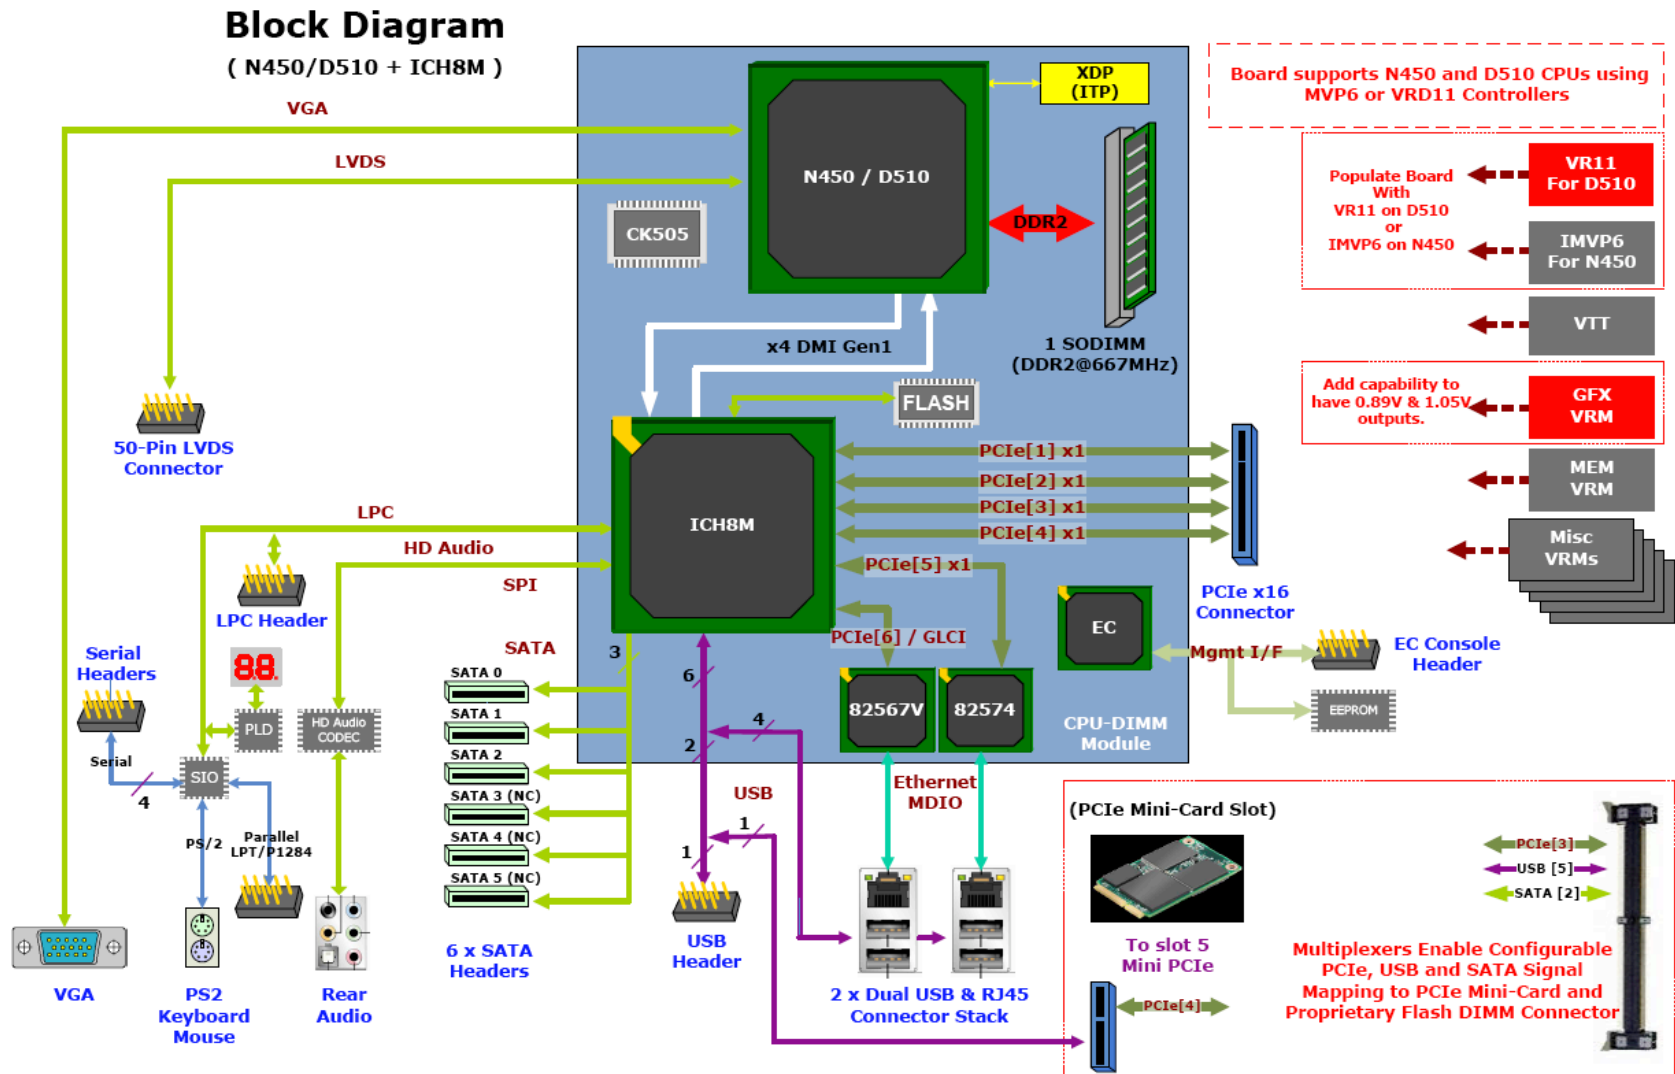 Block Diagram
( N450/D510 + ICH8M )
VGA
LVDS
N450 / D510
XDP
(ITP)
CK505
DDR2
x4 DMI Gen1
1 SODIMM
(DDR2@667MHz)
FLASH
Board supports N450 and D510 CPUs using
MVP6 or VRD11 Controllers
Populate Board
With
VR11 on D510
or
IMVP6 on N450
VR11
For D510
IMVP6
For N450
VTT
Add capability to
have 0.89V & 1.05V
outputs.
GFX
VRM
MEM
VRM
Misc
VRMs
50-Pin LVDS
Connector
LPC
HD Audio
SPI
SATA
ICH8M
PCIe[1] x1
PCIe[2] x1
PCIe[3] x1
PCIe[4] x1
PCIe[5] x1
PCIe[6] / GLCI
PCIe x16
Connector
LPC Header
Serial
Headers
88
PLD
HD Audio
CODEC
SIO
Serial
4
PS/2
Parallel
LPT/P1284
3
SATA 0
SATA 1
SATA 2
SATA 3 (NC)
SATA 4 (NC)
SATA 5 (NC)
6 x SATA
Headers
6
4
2
USB
1
1
USB
Header
82567V
82574
EC
CPU-DIMM
Module
Mgmt I/F
EC Console
Header
EEPROM
Ethernet
MDIO
2 x Dual USB & RJ45
Connector Stack
VGA
PS2
Keyboard
Mouse
Rear
Audio
(PCIe Mini-Card Slot)
To slot 5
Mini PCIe
PCIe[4]
PCIe[3]
USB [5]
SATA [2]
Multiplexers Enable Configurable
PCIe, USB and SATA Signal
Mapping to PCIe Mini-Card and
Proprietary Flash DIMM Connector